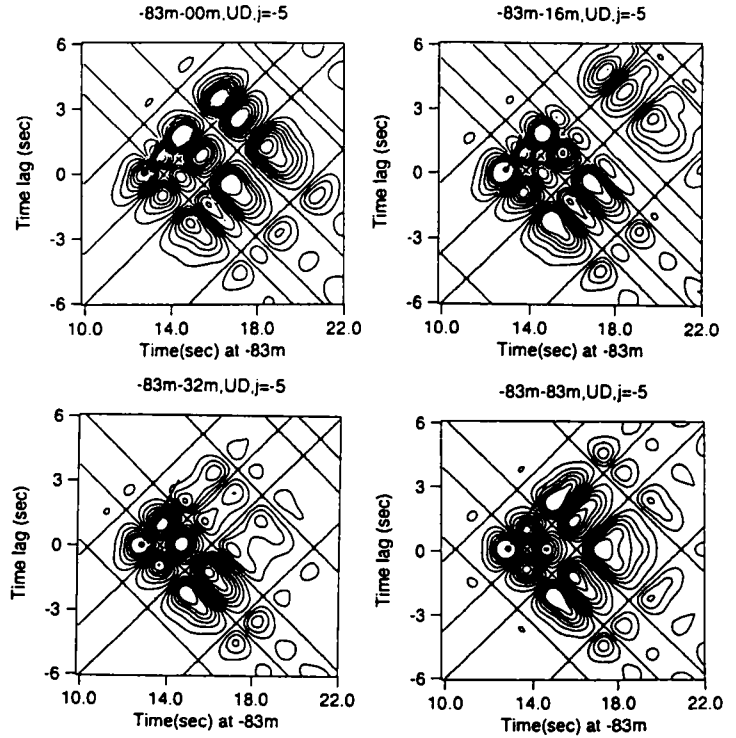 -83m-00m,UD,j=-5
6
3
0
-3
-6
Time lag (sec)
10.0 14.0 18.0 22.0
Time(sec) at -83m
-83m-16m,UD,j=-5
6
3
0
-3
-6
Time lag (sec)
10.0 14.0 18.0 22.0
Time(sec) at -83m
-83m-32m,UD,j=-5
6
3
0
-3
-6
Time lag (sec)
10.0 14.0 18.0 22.0
Time(sec) at -83m
-83m-83m,UD,j=-5
6
3
0
-3
-6
Time lag (sec)
10.0 14.0 18.0 22.0
Time(sec) at -83m